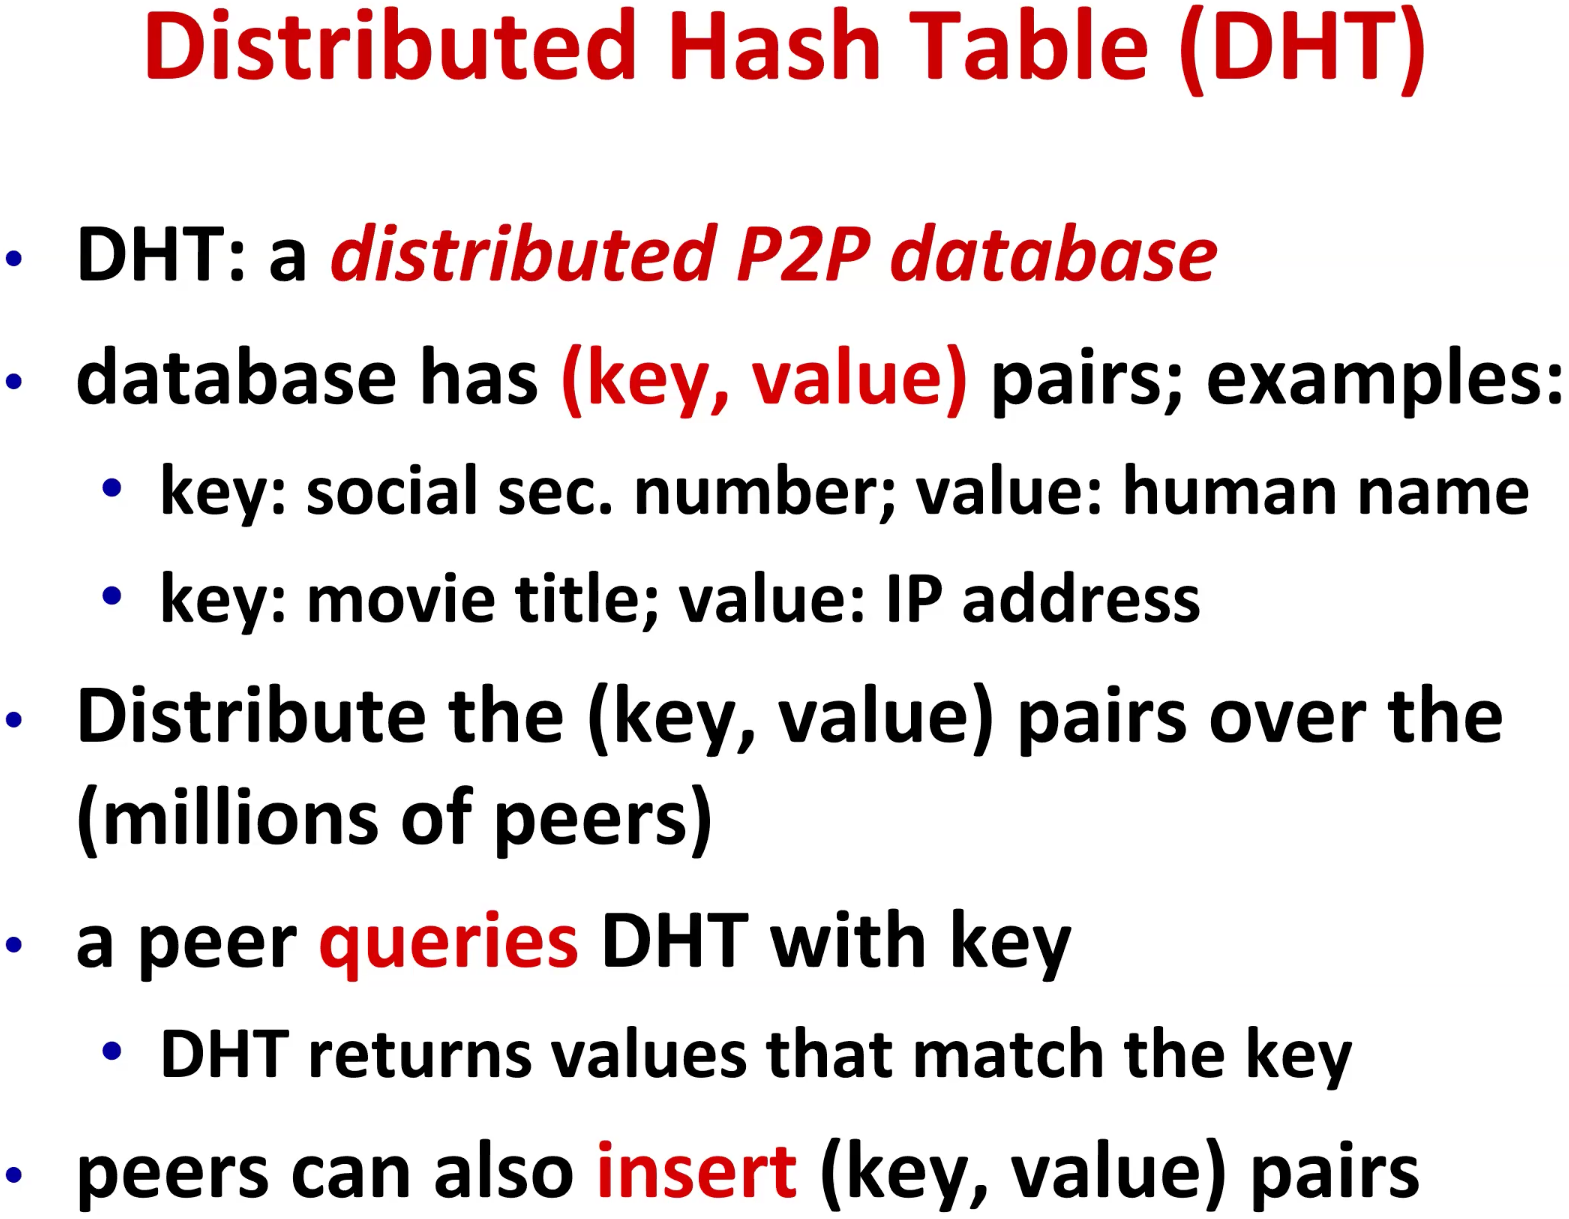 Distributed Hash Table (DHT)
• DHT: a distributed P2P database
• database has (key, value) pairs; examples:
• key: social sec. number; value: human name
• key: movie title; value: IP address
• Distribute the (key, value) pairs over the
(millions of peers)
• a peer queries DHT with key
• DHT returns values that match the key
• peers can also insert (key, value) pairs